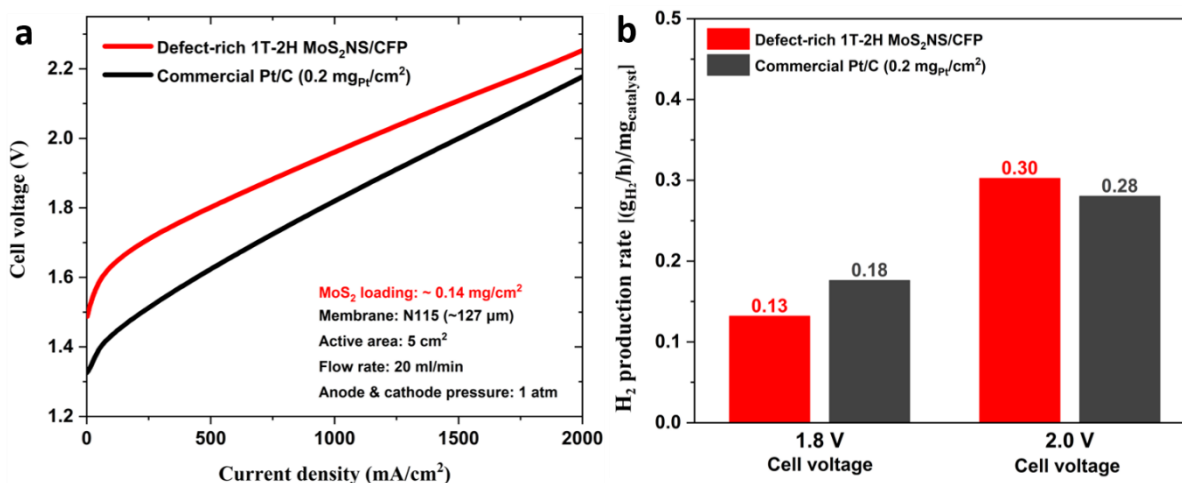 a
Defect-rich 1T-2H MoS₂NS/CFP
Commercial Pt/C (0.2 mgPt/cm²)
Cell voltage (V)
2.2
2.0
1.8
1.6
1.4
1.2
MoS₂ loading: ~ 0.14 mg/cm²
Membrane: N115 (~127 µm)
Active area: 5 cm²
Flow rate: 20 ml/min
Anode & cathode pressure: 1 atm
0 500 1000 1500 2000
Current density (mA/cm²)
b
Defect-rich 1T-2H MoS₂NS/CFP
Commercial Pt/C (0.2 mgPt/cm²)
H₂ production rate [(gH₂/h)/mgcatalyst]
0.5
0.4
0.3
0.2
0.1
0.0
0.13
0.18
0.30
0.28
1.8 V 2.0 V
Cell voltage Cell voltage